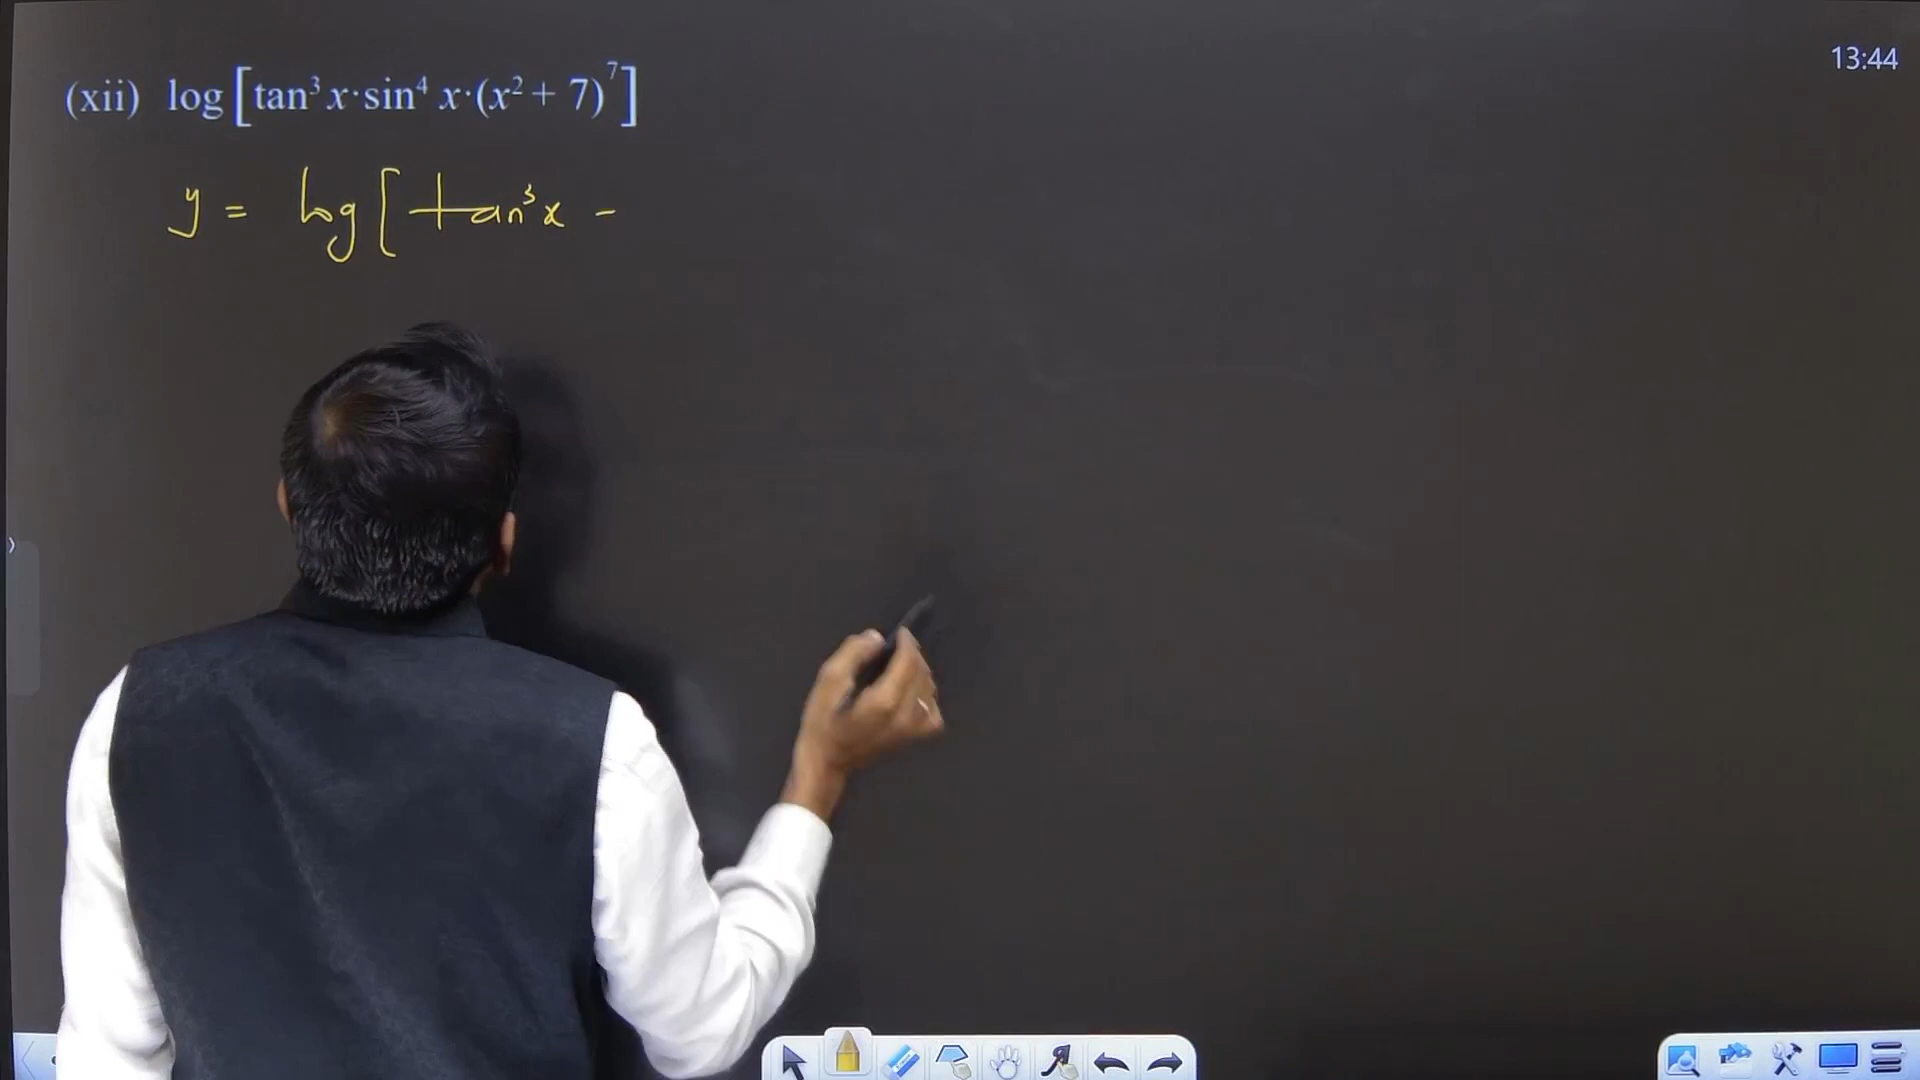 13:44
(xii) log [tan³ x·sin⁴ x·(x² + 7)⁷]
y = log [ tan³x -